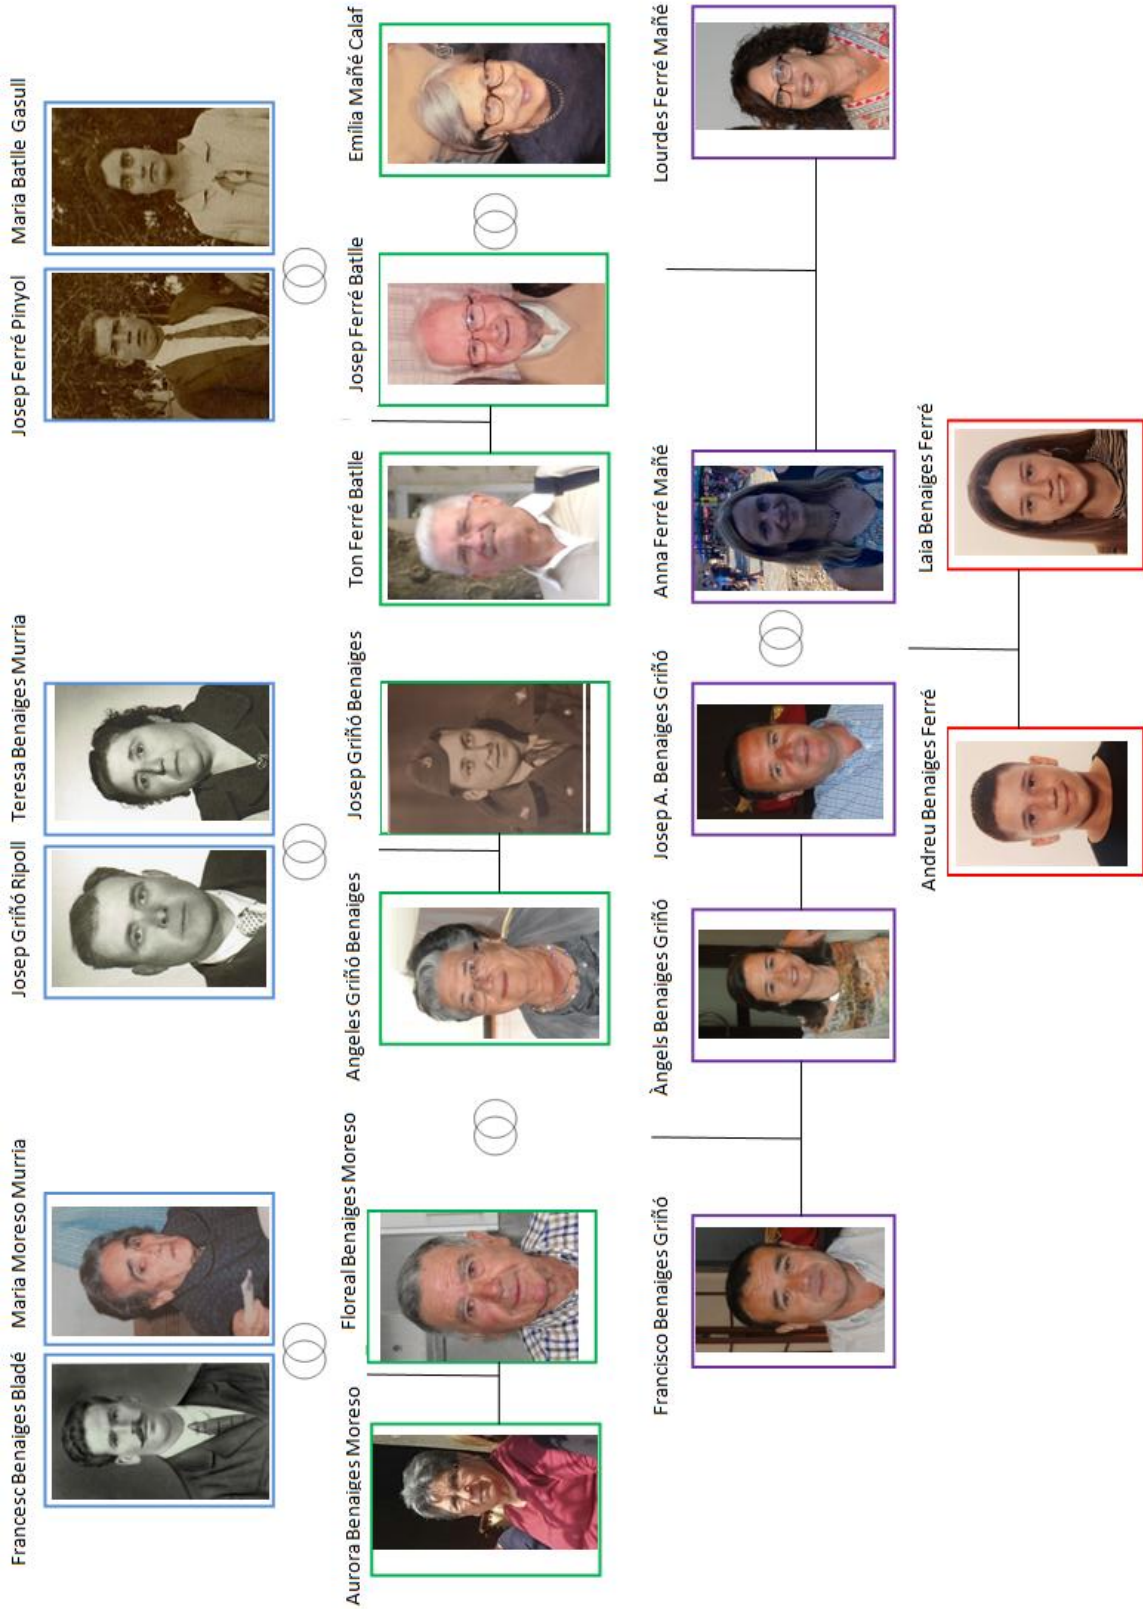 Francesc Benaiges Bladé
Maria Moreso Murria
Josep Griñó Ripoll
Teresa Benaiges Murria
Josep Ferré Pinyol
Maria Batlle Gasull
Aurora Benaiges Moreso
Floreal Benaiges Moreso
Angeles Griñó Benaiges
Josep Griñó Benaiges
Ton Ferré Batlle
Josep Ferré Batlle
Emília Mañé Calaf
Francisco Benaiges Griñó
Àngels Benaiges Griñó
Josep A. Benaiges Griñó
Anna Ferré Mañé
Lourdes Ferré Mañé
Andreu Benaiges Ferré
Laia Benaiges Ferré